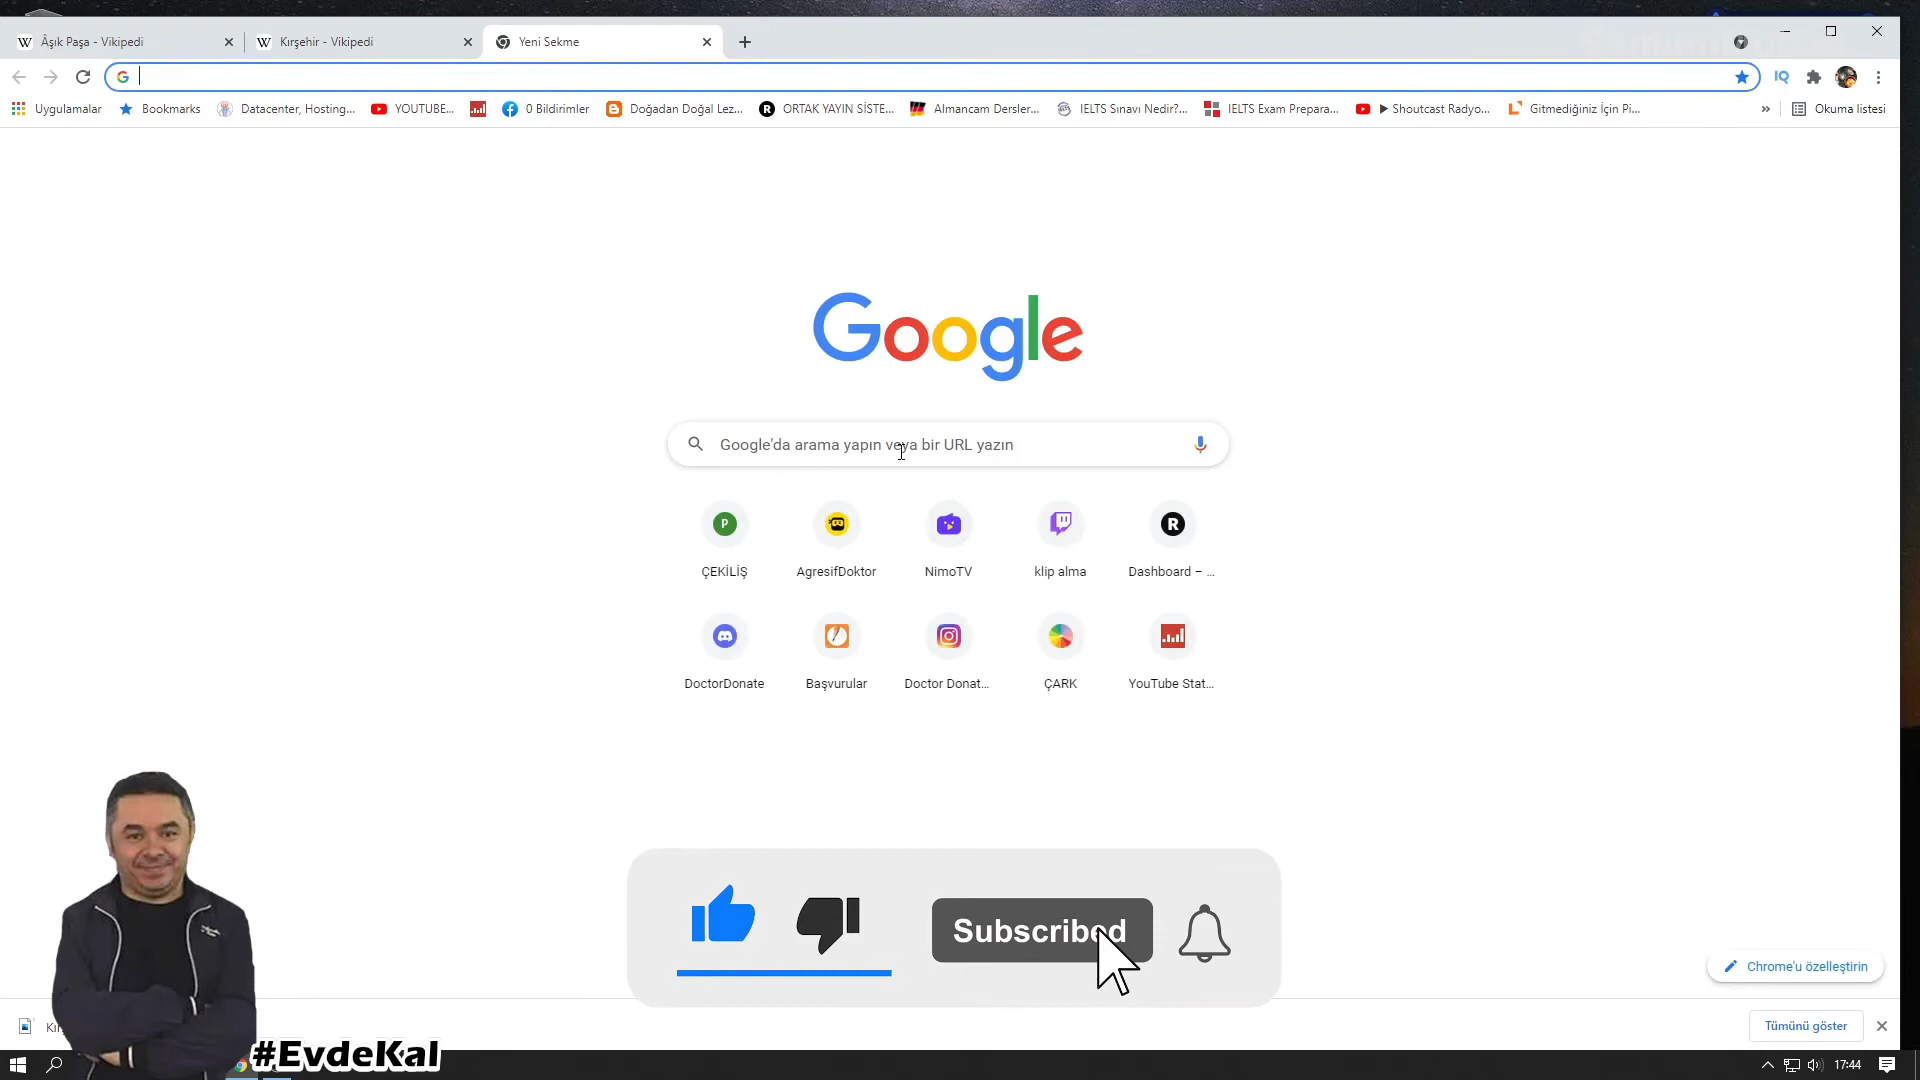 Âşık Paşa - Vikipedi
Kırşehir - Vikipedi
Yeni Sekme
Uygulamalar
Bookmarks
Datacenter, Hosting...
YOUTUBE...
0 Bildirimler
Doğadan Doğal Lez...
ORTAK YAYIN SİSTE...
Almancam Dersler...
IELTS Sınavı Nedir?...
IELTS Exam Prepara...
Shoutcast Radyo...
Gitmediğiniz İçin Pi...
»
Okuma listesi
Google
Google'da arama yapın veya bir URL yazın
ÇEKİLİŞ
AgresifDoktor
NimoTV
klip alma
Dashboard – ...
DoctorDonate
Başvurular
Doctor Donat...
ÇARK
YouTube Stat...
Subscribed
Chrome'u özelleştirin
Tümünü göster
#EvdeKal
17:44